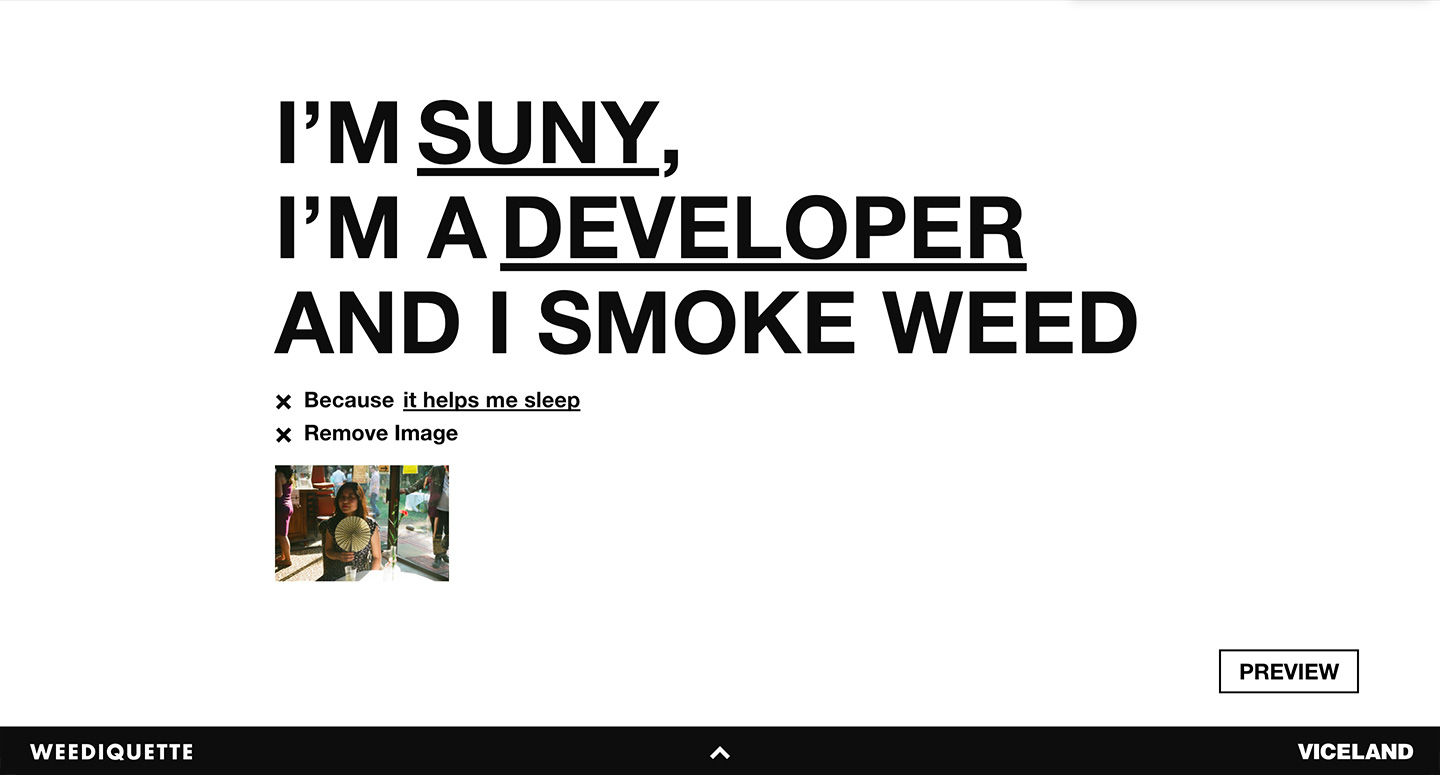 I’M SUNY,
I’M A DEVELOPER
AND I SMOKE WEED
Because it helps me sleep
Remove Image
PREVIEW
WEEDIQUETTE
VICELAND